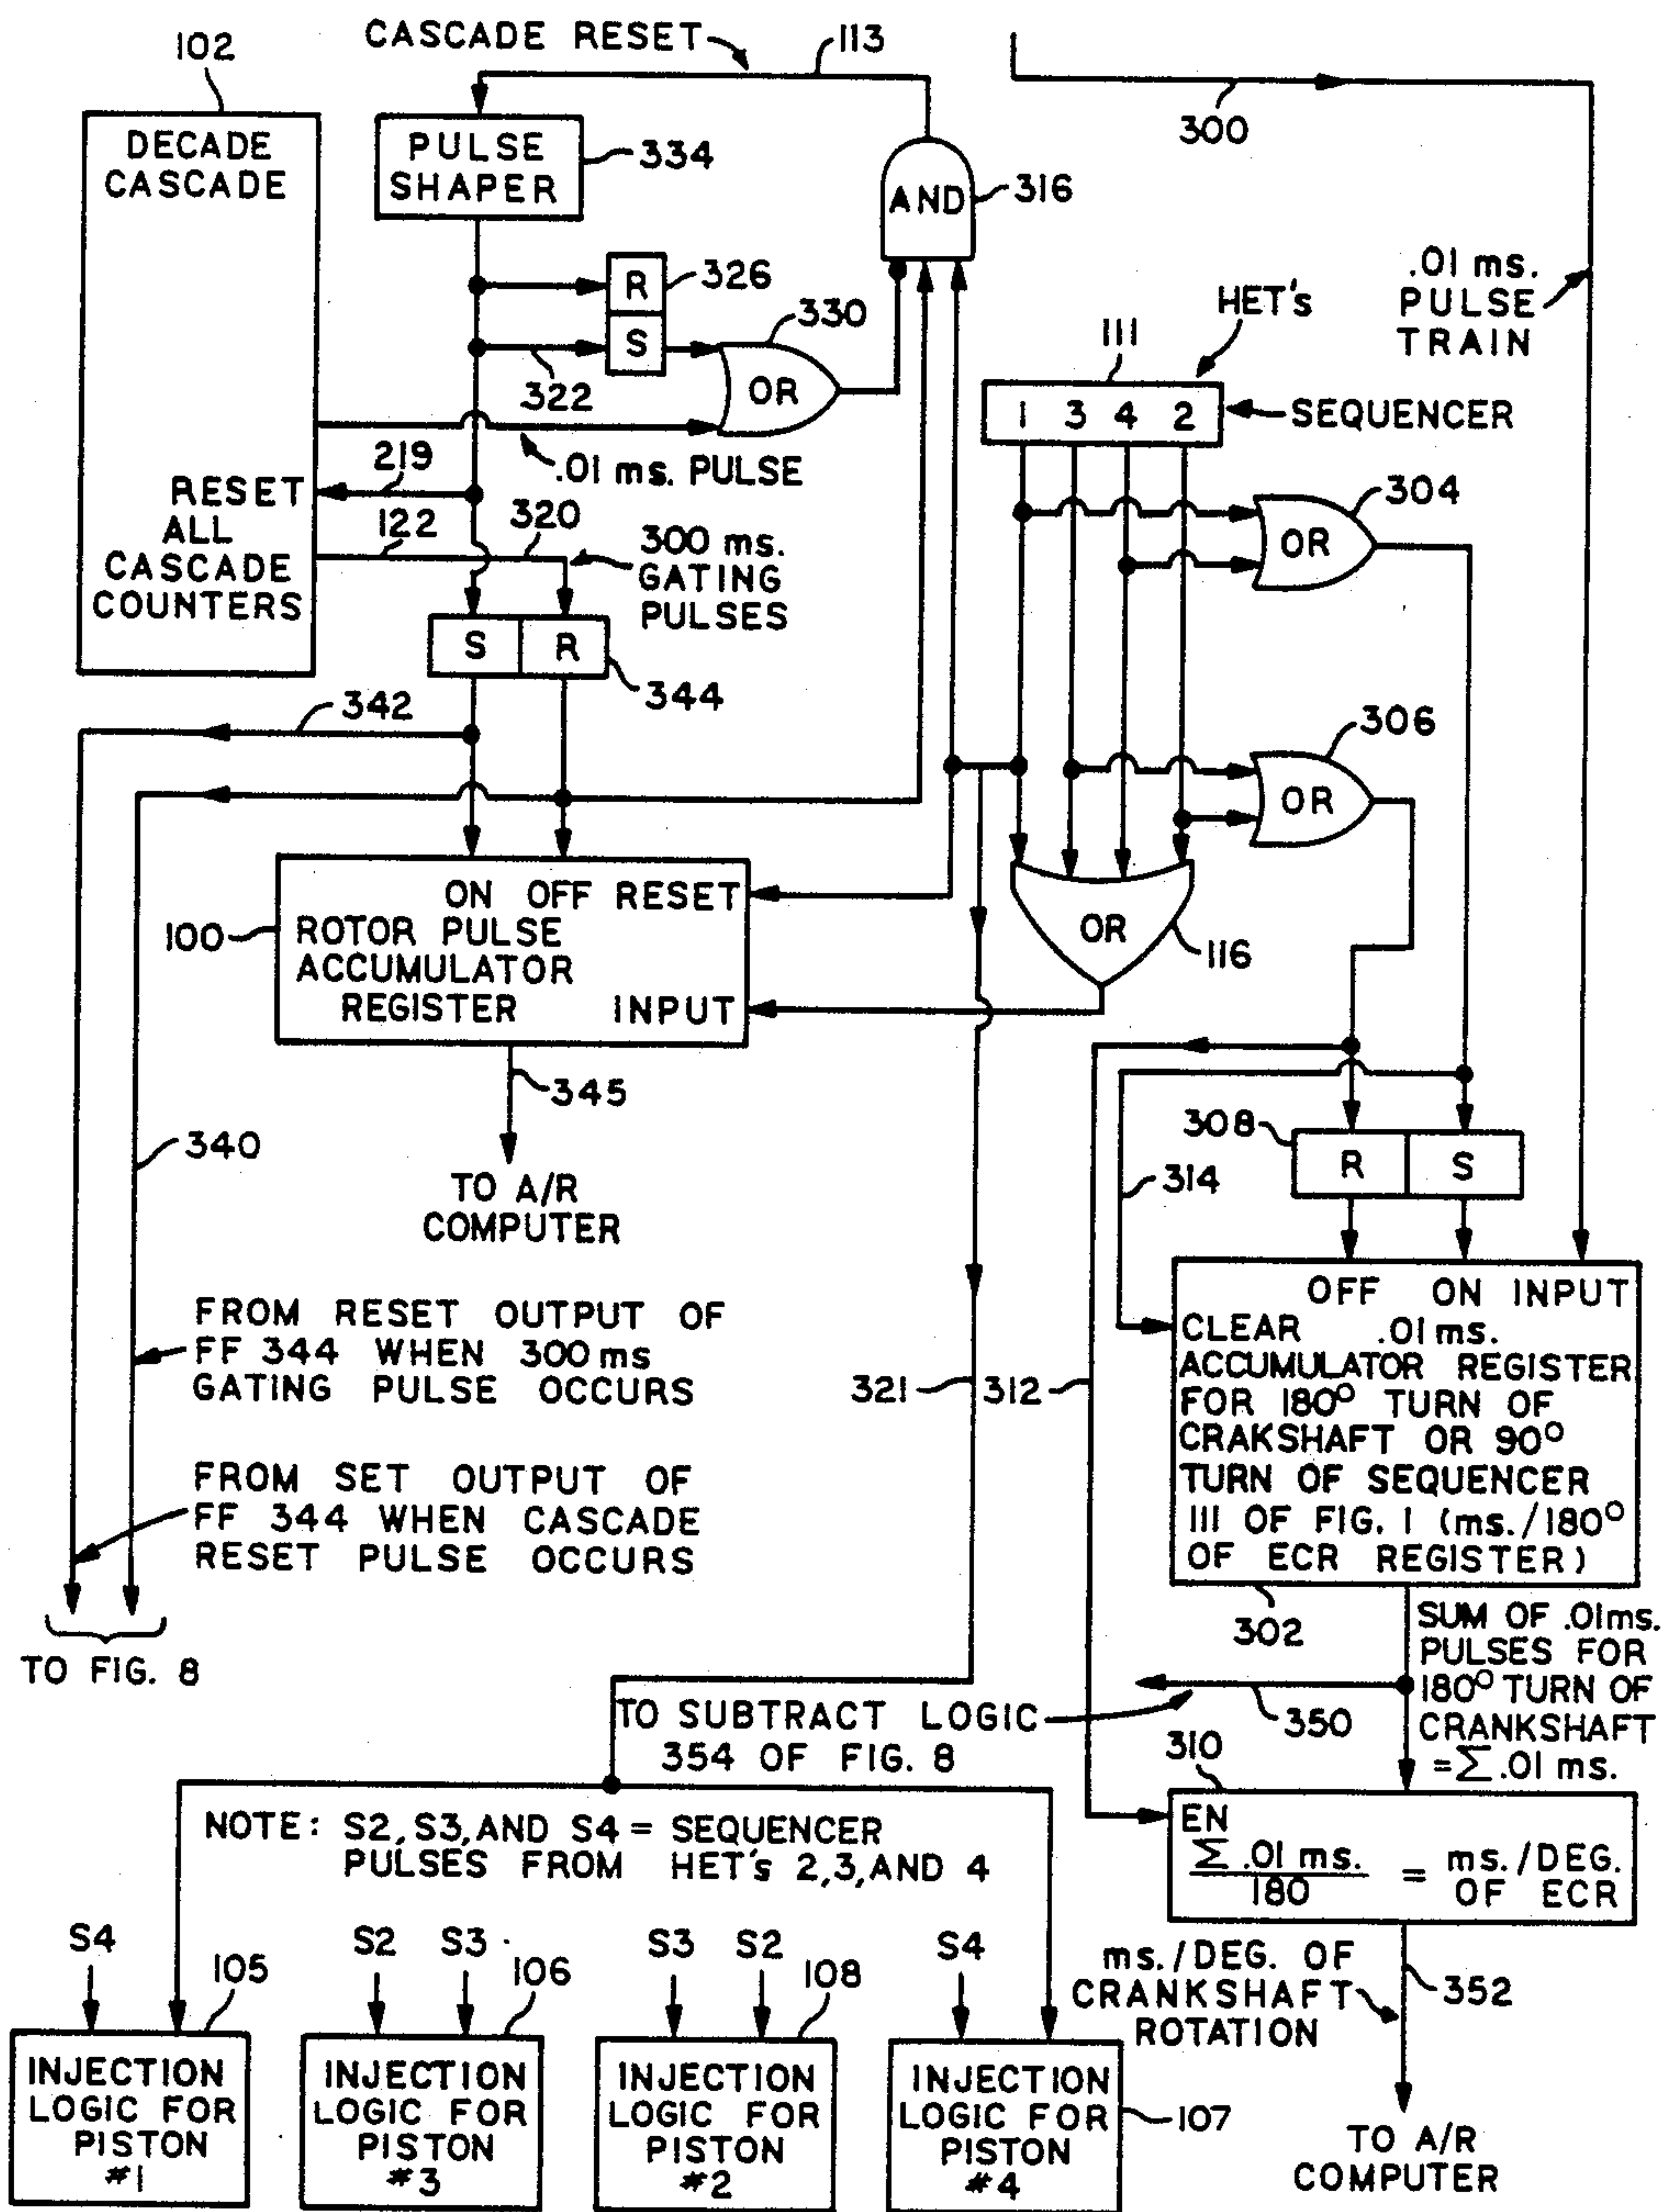 CASCADE RESET
113
102
300
DECADE
CASCADE
PULSE
SHAPER
334
AND
316
R
326
S
322
330
OR
.01 ms. PULSE
.01 ms.
PULSE
TRAIN
HET's
111
1 3 4 2
SEQUENCER
219
RESET
ALL
CASCADE
COUNTERS
122
320
300 ms.
GATING
PULSES
304
OR
S R
344
342
306
OR
ON OFF RESET
100
ROTOR PULSE
ACCUMULATOR
REGISTER
INPUT
OR
116
345
TO A/R
COMPUTER
340
308
R S
314
FROM RESET OUTPUT OF
FF 344 WHEN 300 ms
GATING PULSE OCCURS
321
312
OFF ON INPUT
CLEAR .01 ms.
ACCUMULATOR REGISTER
FOR 180° TURN OF
CRAKSHAFT OR 90°
TURN OF SEQUENCER
111 OF FIG. 1 (ms./180°
OF ECR REGISTER)
FROM SET OUTPUT OF
FF 344 WHEN CASCADE
RESET PULSE OCCURS
302
SUM OF .01ms.
PULSES FOR
180° TURN OF
CRANKSHAFT
=Σ .01 ms.
TO FIG. 8
350
TO SUBTRACT LOGIC
354 OF FIG. 8
310
NOTE: S2, S3, AND S4 = SEQUENCER
PULSES FROM HET's 2,3, AND 4
EN
Σ .01 ms.
180
= ms./DEG.
OF ECR
S4
105
S2 S3
106
S3 S2
108
S4
ms./DEG. OF
CRANKSHAFT
ROTATION
352
INJECTION
LOGIC FOR
PISTON
#1
INJECTION
LOGIC FOR
PISTON
#3
INJECTION
LOGIC FOR
PISTON
#2
INJECTION
LOGIC FOR
PISTON
#4
107
TO A/R
COMPUTER